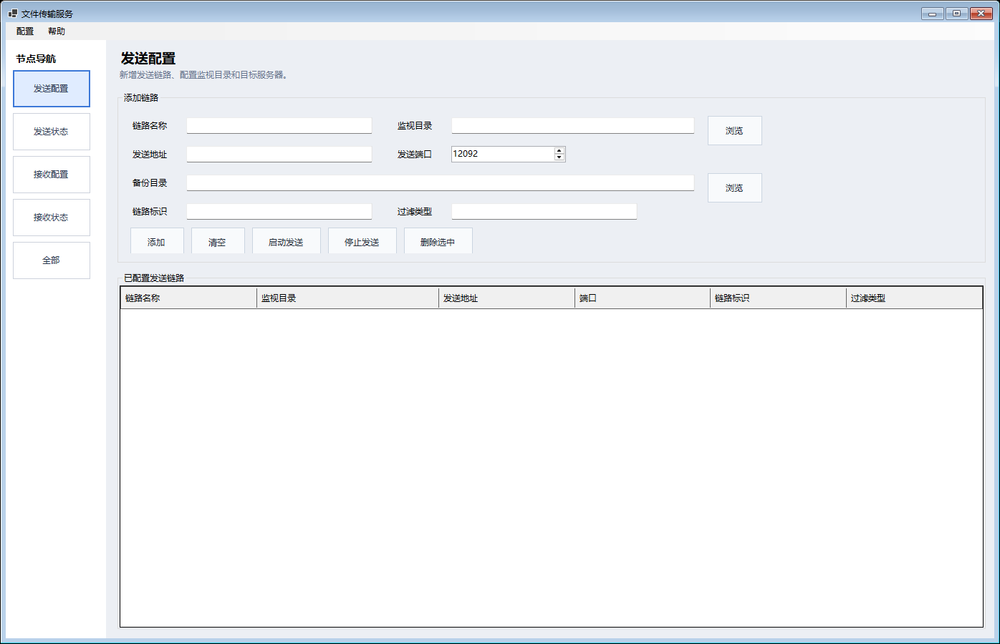 文件传输服务
配置 帮助
节点导航
发送配置
发送状态
接收配置
接收状态
全部
发送配置
新增发送链路、配置监视目录和目标服务器。
添加链路
链路名称 监视目录 浏览
发送地址 发送端口 12092
备份目录 浏览
链路标识 过滤类型
添加 清空 启动发送 停止发送 删除选中
已配置发送链路
链路名称 监视目录 发送地址 端口 链路标识 过滤类型